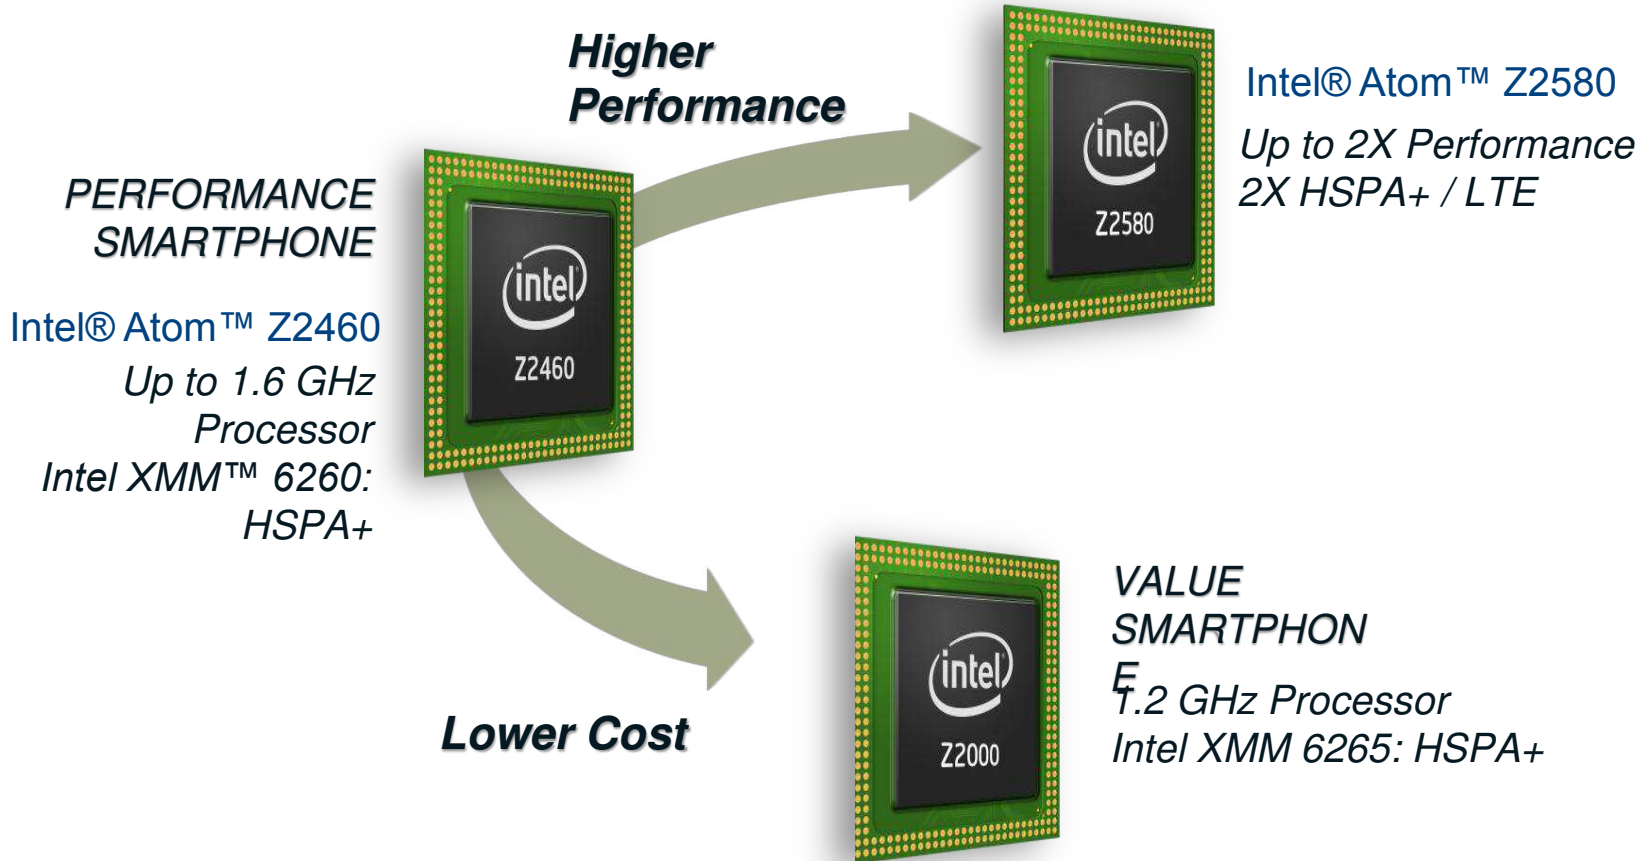 Higher
Performance
Intel® Atom™ Z2580
Up to 2X Performance
2X HSPA+ / LTE
intel
Z2580
PERFORMANCE
SMARTPHONE
Intel® Atom™ Z2460
Up to 1.6 GHz
Processor
Intel XMM™ 6260:
HSPA+
intel
Z2460
Lower Cost
intel
Z2000
VALUE
SMARTPHON
E
1.2 GHz Processor
Intel XMM 6265: HSPA+